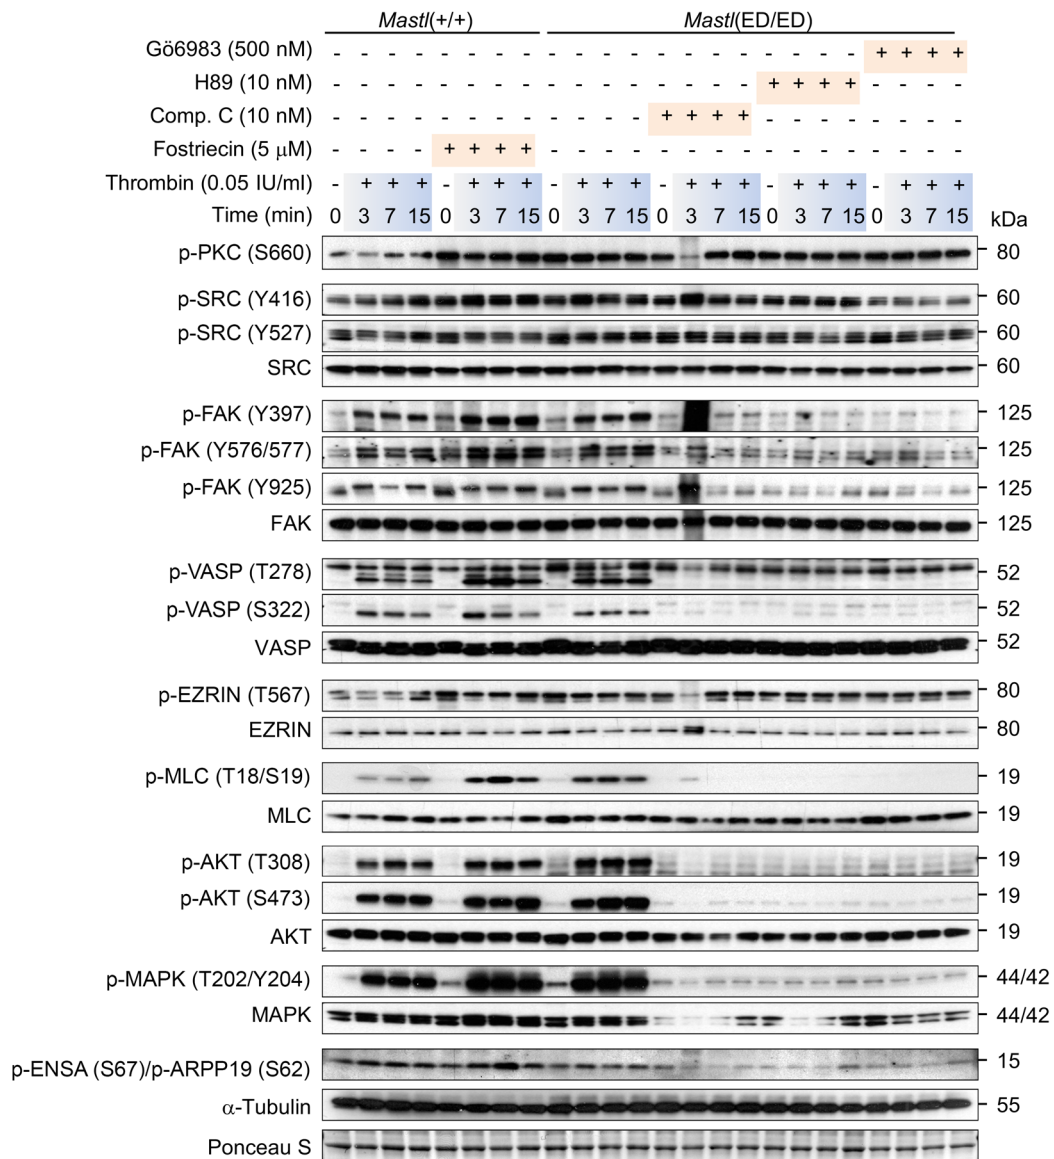 Mastl(+/+) Mastl(ED/ED)
Gö6983 (500 nM) - - - - - - - - - - - - - - - - - - - - + + + +
H89 (10 nM) - - - - - - - - - - - - - - - - + + + + - - - -
Comp. C (10 nM) - - - - - - - - - - - - + + + + - - - - - - - -
Fostriecin (5 μM) - - - - + + + + - - - - - - - - - - - - - - - -
Thrombin (0.05 IU/ml) - + + + - + + + - + + + - + + + - + + + - + + +
Time (min) 0 3 7 15 0 3 7 15 0 3 7 15 0 3 7 15 0 3 7 15 0 3 7 15 kDa
p-PKC (S660) 80
p-SRC (Y416) 60
p-SRC (Y527) 60
SRC 60
p-FAK (Y397) 125
p-FAK (Y576/577) 125
p-FAK (Y925) 125
FAK 125
p-VASP (T278) 52
p-VASP (S322) 52
VASP 52
p-EZRIN (T567) 80
EZRIN 80
p-MLC (T18/S19) 19
MLC 19
p-AKT (T308) 19
p-AKT (S473) 19
AKT 19
p-MAPK (T202/Y204) 44/42
MAPK 44/42
p-ENSA (S67)/p-ARPP19 (S62) 15
α-Tubulin 55
Ponceau S